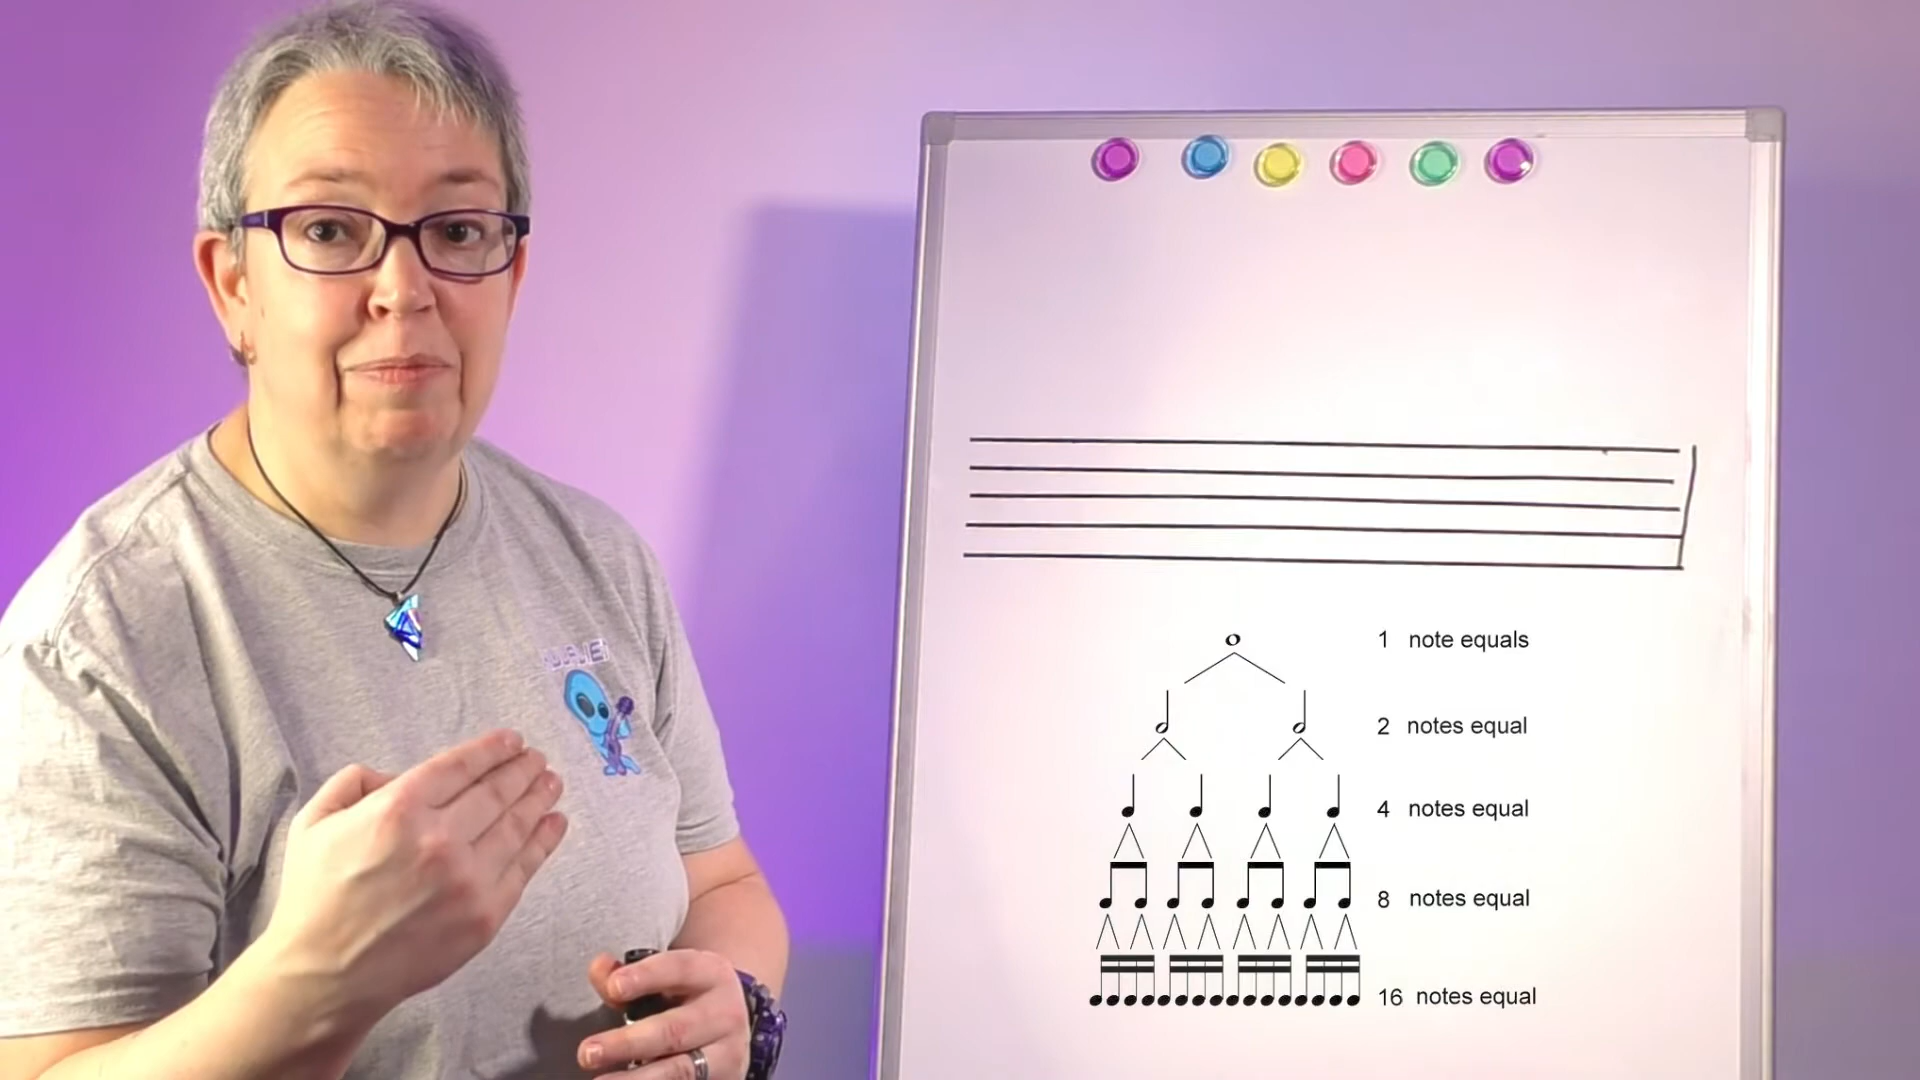 1 note equals
2 notes equal
4 notes equal
8 notes equal
16 notes equal